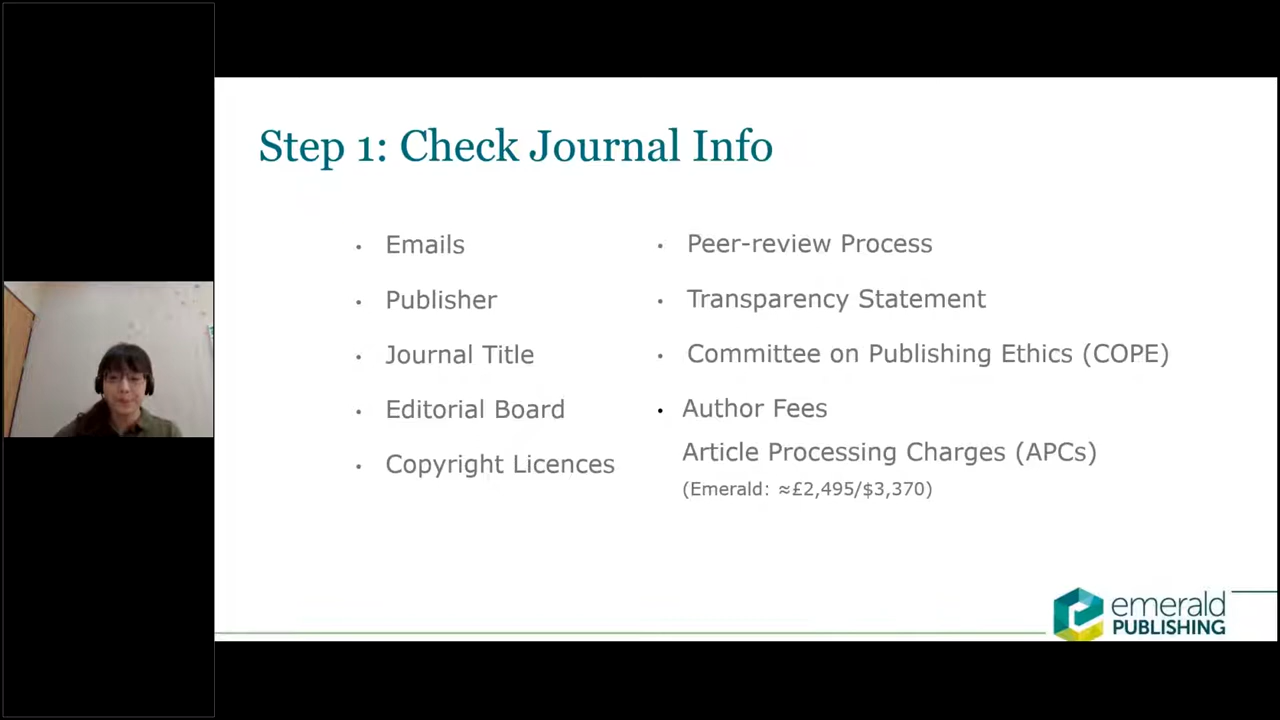 Step 1: Check Journal Info
• Emails
• Publisher
• Journal Title
• Editorial Board
• Copyright Licences
• Peer-review Process
• Transparency Statement
• Committee on Publishing Ethics (COPE)
• Author Fees
Article Processing Charges (APCs)
(Emerald: ≈£2,495/$3,370)
emerald
PUBLISHING